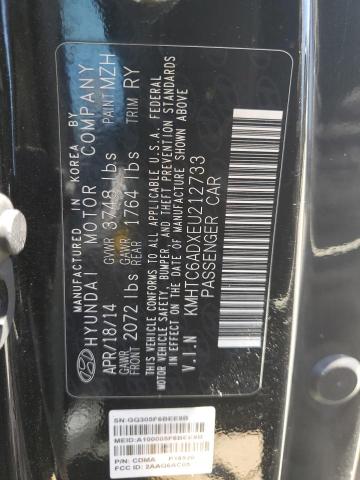 MANUFACTURED IN KOREA BY
HYUNDAI MOTOR COMPANY
APR/18/14 GVWR 3748 lbs PAINT MZH
GAWR FRONT 2072 lbs GAWR REAR 1764 lbs TRIM RY
THIS VEHICLE CONFORMS TO ALL APPLICABLE U.S.A. FEDERAL
MOTOR VEHICLE SAFETY, BUMPER, AND THEFT PREVENTION STANDARDS
IN EFFECT ON THE DATE OF MANUFACTURE SHOWN ABOVE.
V.I.N KMHTC6ADXEU212733
PASSENGER CAR
SN: GG305F6BEE8B
MEID: A100005F6BEE8B
P/N: CDMA
FCC ID: 2AAQ6AC05